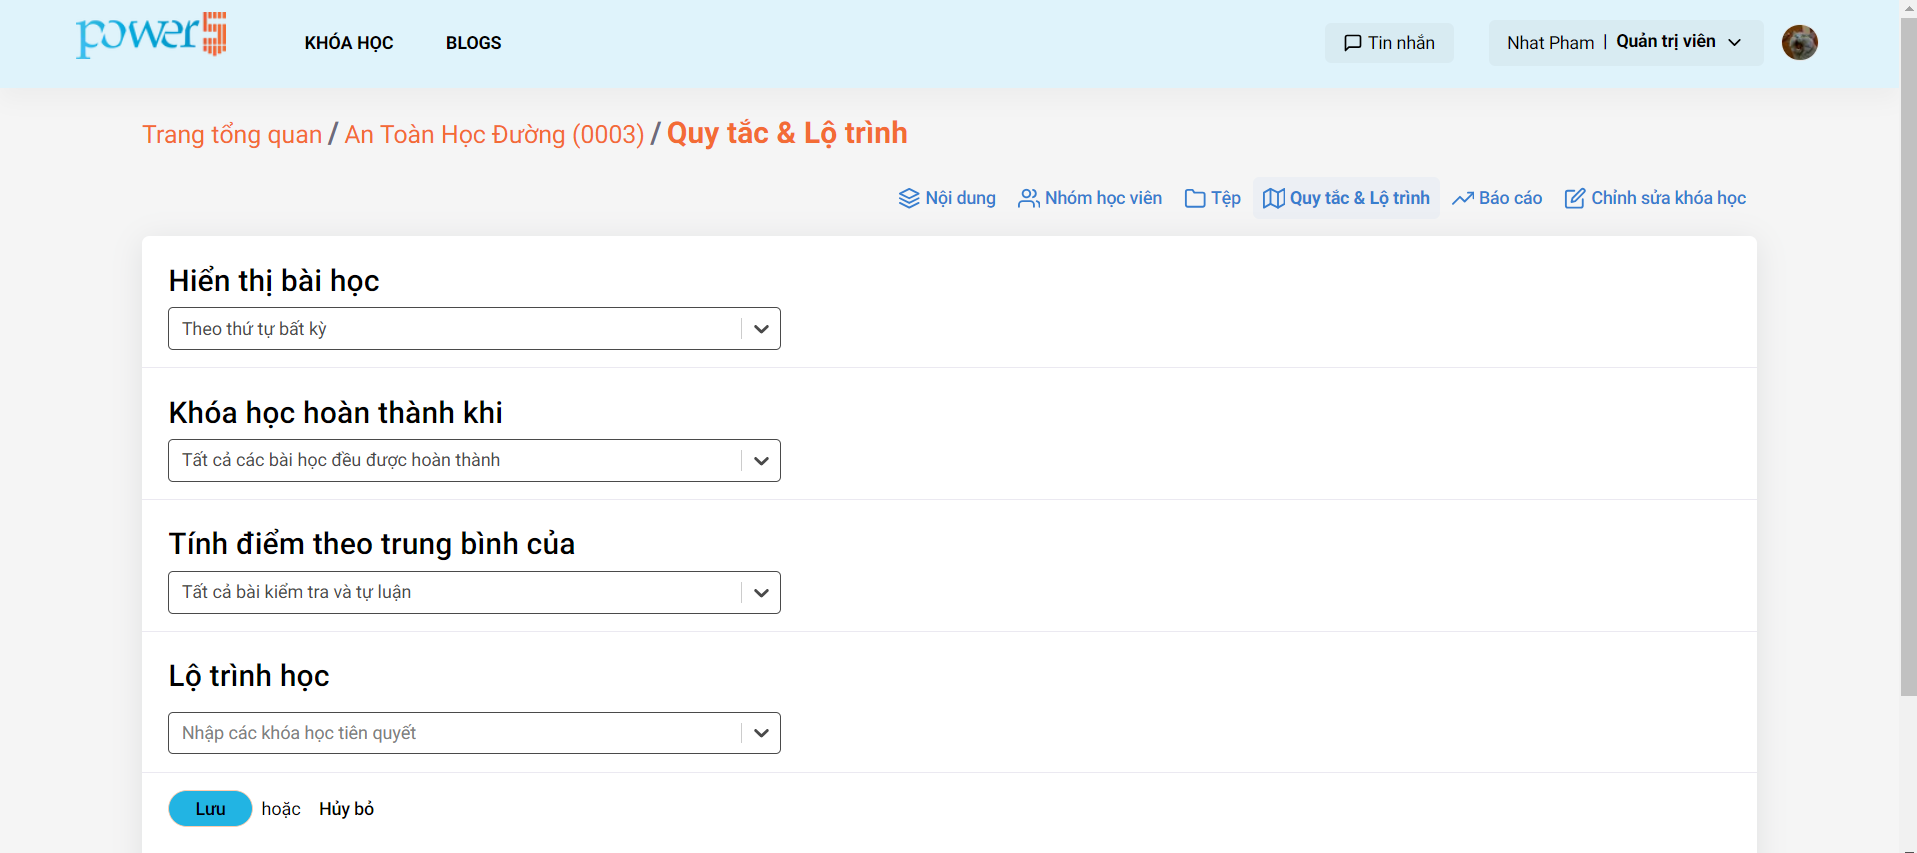 power5
KHÓA HỌC
BLOGS
Tin nhắn
Nhat Pham | Quản trị viên
Trang tổng quan / An Toàn Học Đường (0003) / Quy tắc & Lộ trình
Nội dung
Nhóm học viên
Tệp
Quy tắc & Lộ trình
Báo cáo
Chỉnh sửa khóa học
Hiển thị bài học
Theo thứ tự bất kỳ
Khóa học hoàn thành khi
Tất cả các bài học đều được hoàn thành
Tính điểm theo trung bình của
Tất cả bài kiểm tra và tự luận
Lộ trình học
Nhập các khóa học tiên quyết
Lưu hoặc Hủy bỏ